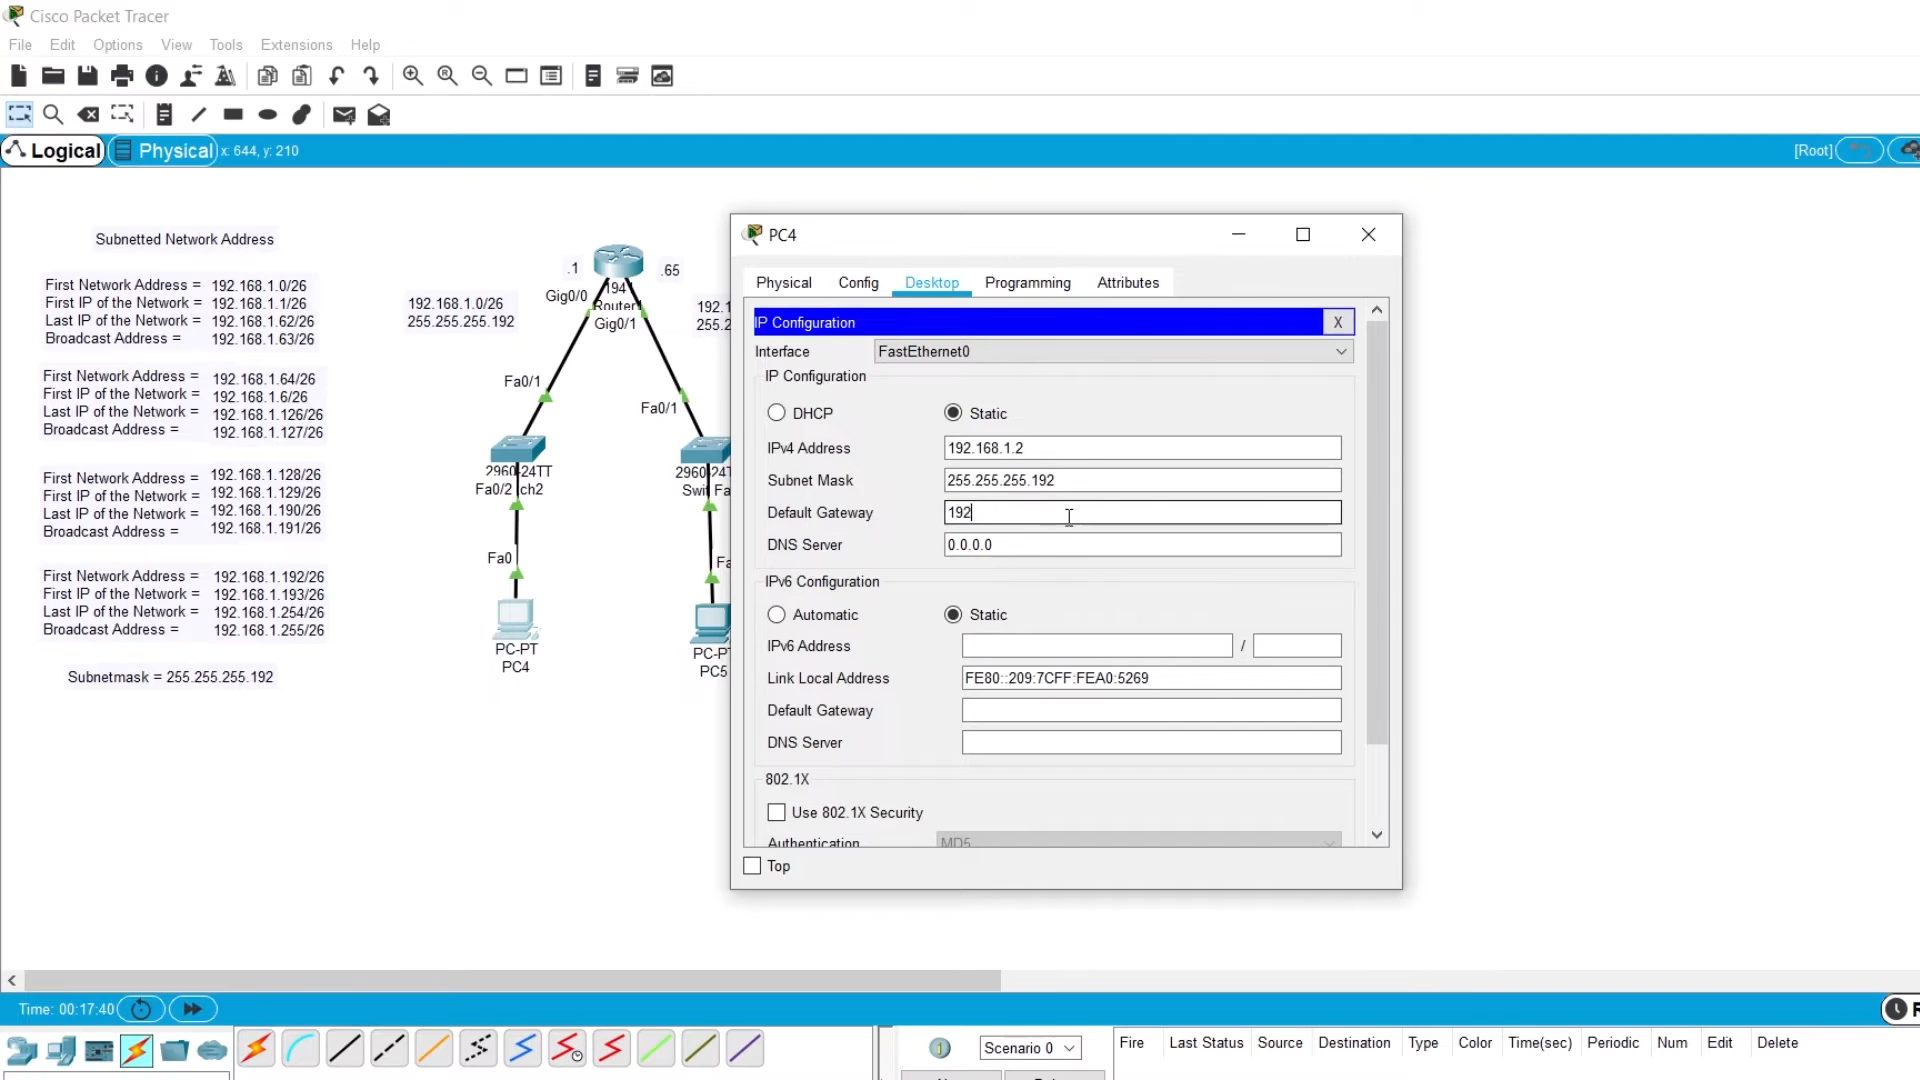 Cisco Packet Tracer
File Edit Options View Tools Extensions Help
Logical Physical x: 644, y: 210 [Root]
Subnetted Network Address
First Network Address = 192.168.1.0/26
First IP of the Network = 192.168.1.1/26
Last IP of the Network = 192.168.1.62/26
Broadcast Address = 192.168.1.63/26
First Network Address = 192.168.1.64/26
First IP of the Network = 192.168.1.6/26
Last IP of the Network = 192.168.1.126/26
Broadcast Address = 192.168.1.127/26
First Network Address = 192.168.1.128/26
First IP of the Network = 192.168.1.129/26
Last IP of the Network = 192.168.1.190/26
Broadcast Address = 192.168.1.191/26
First Network Address = 192.168.1.192/26
First IP of the Network = 192.168.1.193/26
Last IP of the Network = 192.168.1.254/26
Broadcast Address = 192.168.1.255/26
Subnetmask = 255.255.255.192
.1 .65
Gig0/0
Gig0/1
192.168.1.0/26
255.255.255.192
192.1
255.2
Fa0/1
Fa0/1
2960-24TT
Fa0/2 ch2
2960-24T
Swit Fa
Fa0
Fa
PC-PT
PC4
PC-P
PC5
PC4
Physical Config Desktop Programming Attributes
IP Configuration X
Interface FastEthernet0
IP Configuration
DHCP Static
IPv4 Address 192.168.1.2
Subnet Mask 255.255.255.192
Default Gateway 192
DNS Server 0.0.0.0
IPv6 Configuration
Automatic Static
IPv6 Address /
Link Local Address FE80::209:7CFF:FEA0:5269
Default Gateway
DNS Server
802.1X
Use 802.1X Security
Authentication MD5
Top
Time: 00:17:40
Scenario 0
Fire Last Status Source Destination Type Color Time(sec) Periodic Num Edit Delete